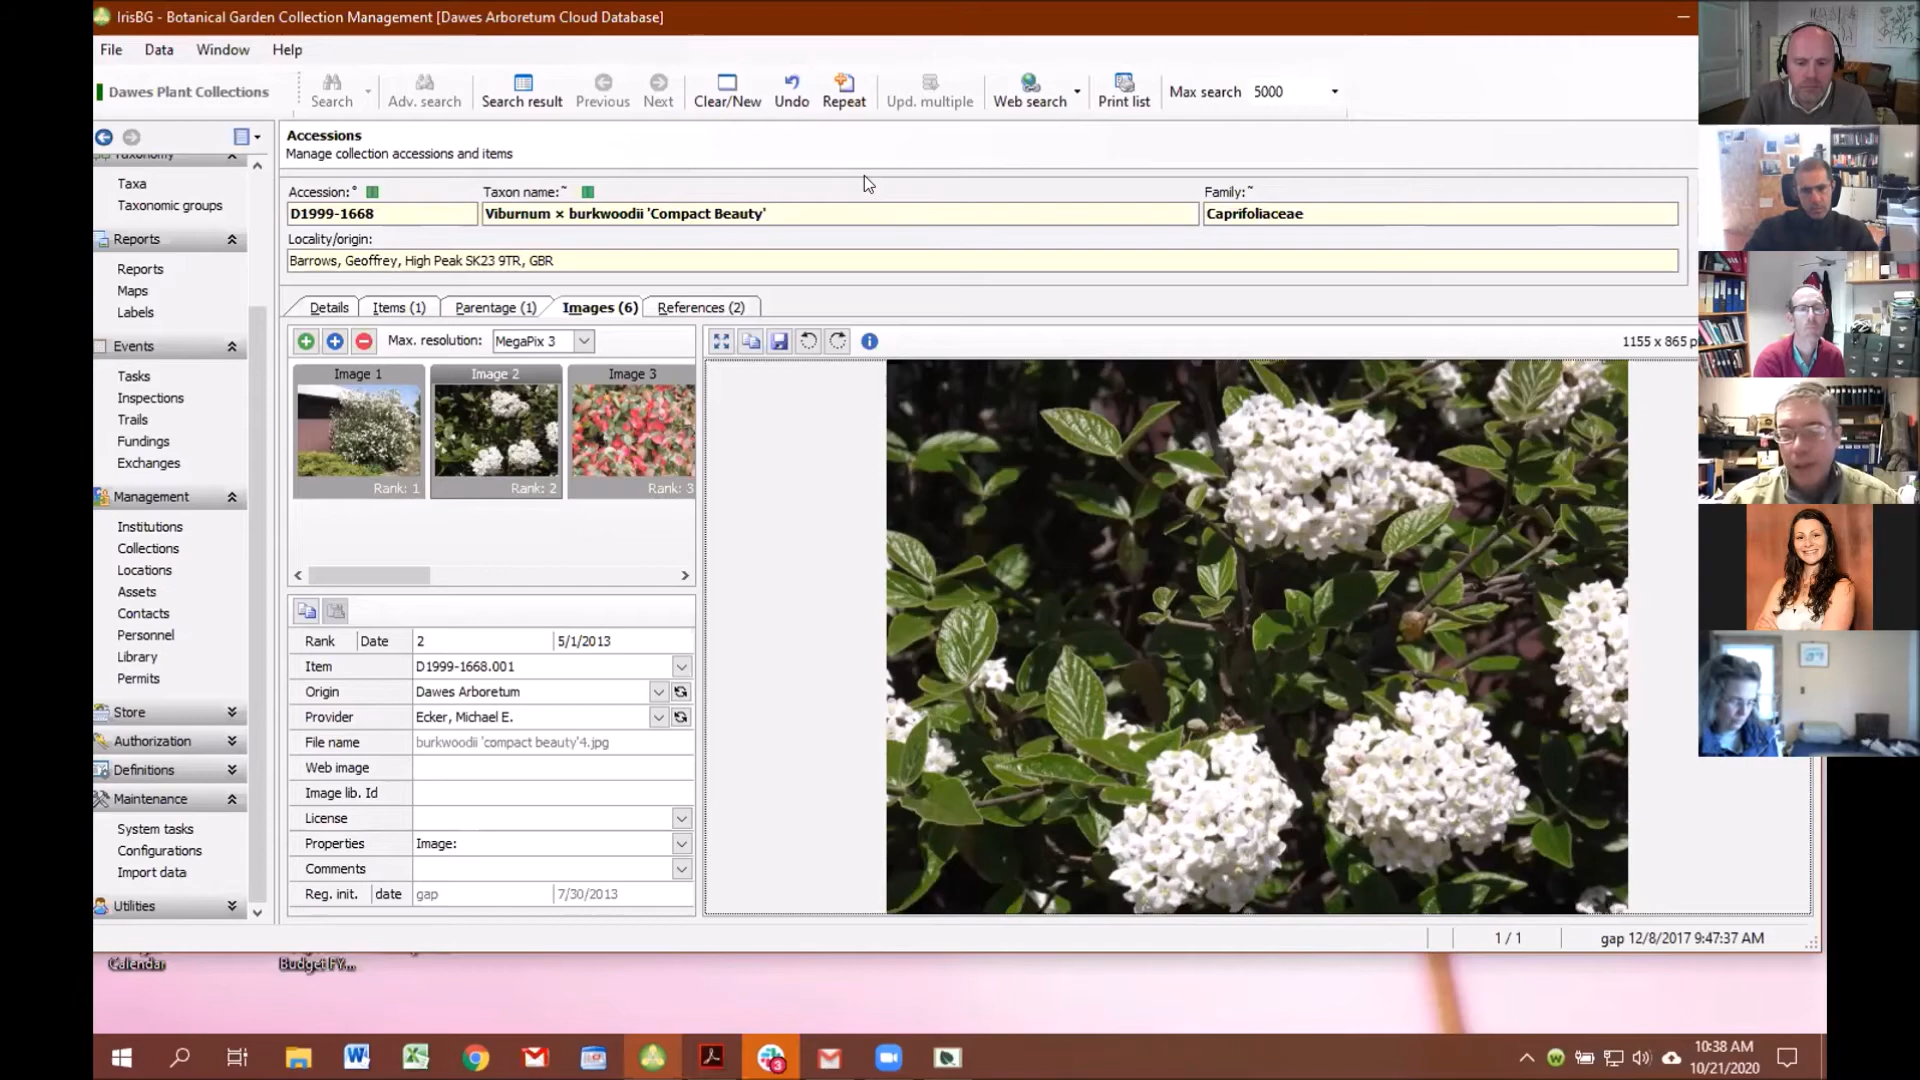 IrisBG - Botanical Garden Collection Management [Dawes Arboretum Cloud Database]
File Data Window Help
Dawes Plant Collections
Search Adv. search Search result Previous Next Clear/New Undo Repeat Upd. multiple Web search Print list Max search 5000
Accessions
Manage collection accessions and items
Taxonomy
Taxa
Taxonomic groups
Reports
Reports
Maps
Labels
Events
Tasks
Inspections
Trails
Fundings
Exchanges
Management
Institutions
Collections
Locations
Assets
Contacts
Personnel
Library
Permits
Store
Authorization
Definitions
Maintenance
System tasks
Configurations
Import data
Utilities
Accession:° Taxon name:~ Family:~
D1999-1668 Viburnum × burkwoodii 'Compact Beauty' Caprifoliaceae
Locality/origin:
Barrows, Geoffrey, High Peak SK23 9TR, GBR
Details Items (1) Parentage (1) Images (6) References (2)
Max. resolution: MegaPix 3
1155 x 865
Image 1 Image 2 Image 3
Rank: 1 Rank: 2 Rank: 3
Rank Date 2 5/1/2013
Item D1999-1668.001
Origin Dawes Arboretum
Provider Ecker, Michael E.
File name burkwoodii 'compact beauty'4.jpg
Web image
Image lib. Id
License
Properties Image:
Comments
Reg. init. date gap 7/30/2013
1 / 1 gap 12/8/2017 9:47:37 AM
Calendar Budget FY...
10:38 AM
10/21/2020